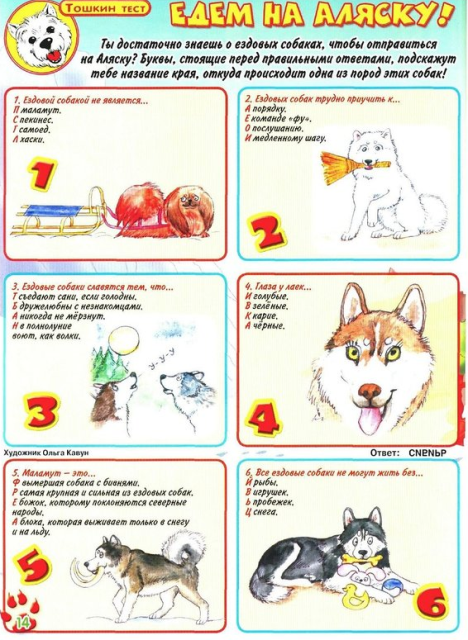 Тошкин тест
ЕДЕМ НА АЛЯСКУ!
Ты достаточно знаешь о ездовых собаках, чтобы отправиться
на Аляску? Буквы, стоящие перед правильными ответами, подскажут
тебе название края, откуда происходит одна из пород этих собак!
1. Ездовой собакой не является...
П маламут.
С пекинес.
Т самоед.
Л хаски.
1
2. Ездовых собак трудно приучить к...
А порядку.
Е команде «фу».
О послушанию.
И медленному шагу.
2
3. Ездовые собаки славятся тем, что...
Т съедают сани, если голодны.
Б дружелюбны с незнакомцами.
А никогда не мёрзнут.
Н в полнолуние
воют, как волки.
У-у-у
3
4. Глаза у лаек...
И голубые.
В зелёные.
К карие.
А чёрные.
4
Художник Ольга Кавун
Ответ: СИБИРЬ
5. Маламут – это...
Ф вымершая собака с бивнями.
Р самая крупная и сильная из ездовых собак.
Е божок, которому поклоняются северные
народы.
А блоха, которая выживает только в снегу
и на льду.
5
14
6. Все ездовые собаки не могут жить без...
Й рыбы.
В игрушек.
Ь пробежек.
Ц снега.
6